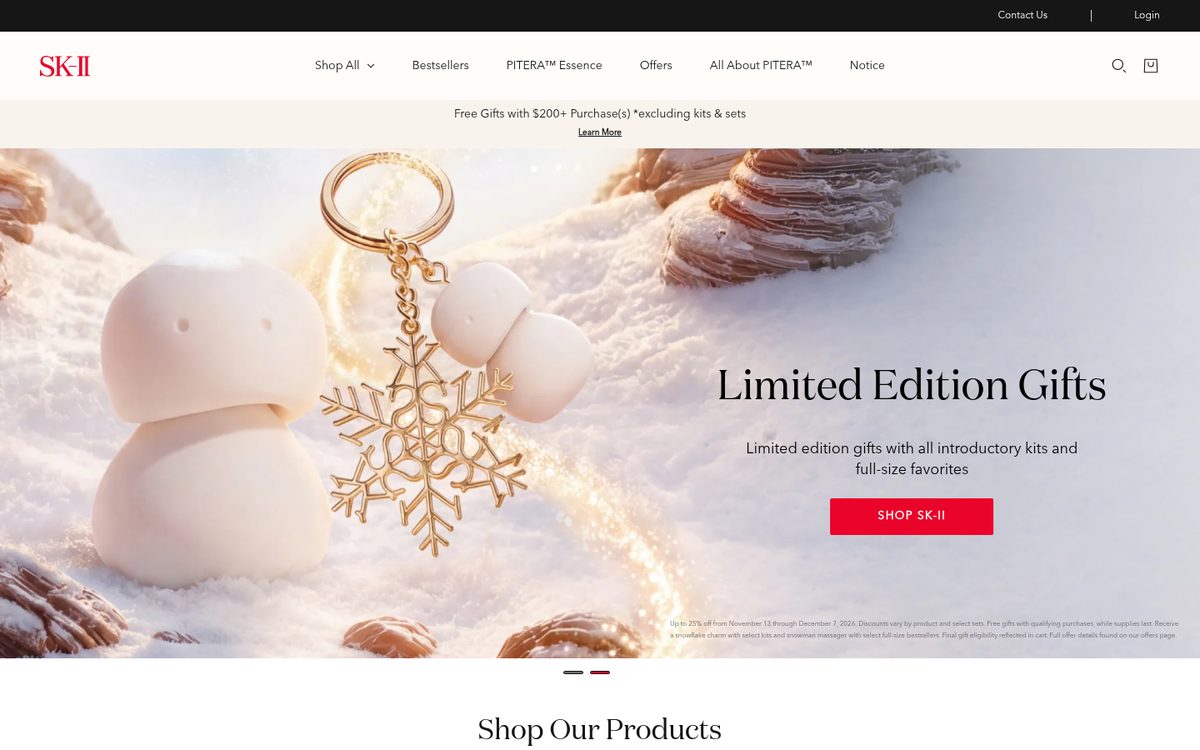 Contact Us
|
Login
SK-II
Shop All
Bestsellers
PITERA™ Essence
Offers
All About PITERA™
Notice
Free Gifts with $200+ Purchase(s) *excluding kits & sets
Learn More
Limited Edition Gifts
Limited edition gifts with all introductory kits and
full-size favorites
SHOP SK-II
Up to 25% off from November 13 through December 7, 2026. Discounts vary by product and select sets. Free gifts with qualifying purchases, while supplies last. Receive
a snowflake charm with select kits and snowman massager with select full-size bestsellers. Final gift eligibility reflected in cart. Full offer details found on our offers page.
Shop Our Products